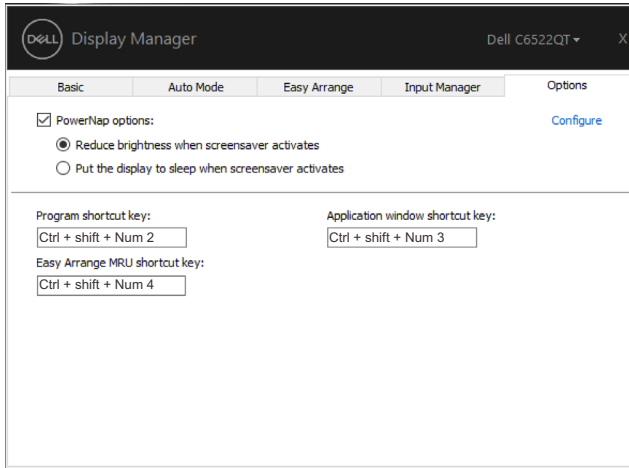 DELL Display Manager Dell C6522QT X
Basic Auto Mode Easy Arrange Input Manager Options
PowerNap options: Configure
Reduce brightness when screensaver activates
Put the display to sleep when screensaver activates
Program shortcut key: Application window shortcut key:
Ctrl + shift + Num 2 Ctrl + shift + Num 3
Easy Arrange MRU shortcut key:
Ctrl + shift + Num 4